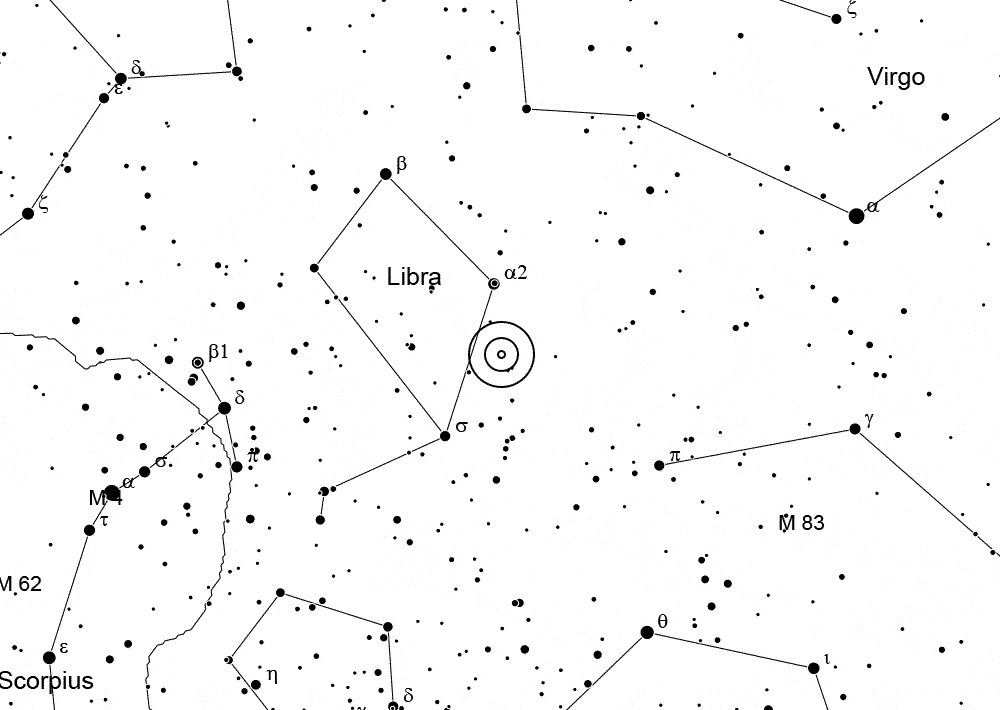 ζ
Virgo
δ
ε
β
ζ
α
α2
Libra
β1
δ
γ
σ
π
π
σ
α
M 4
τ
M 83
M 62
θ
ε
ι
η
Scorpius
δ